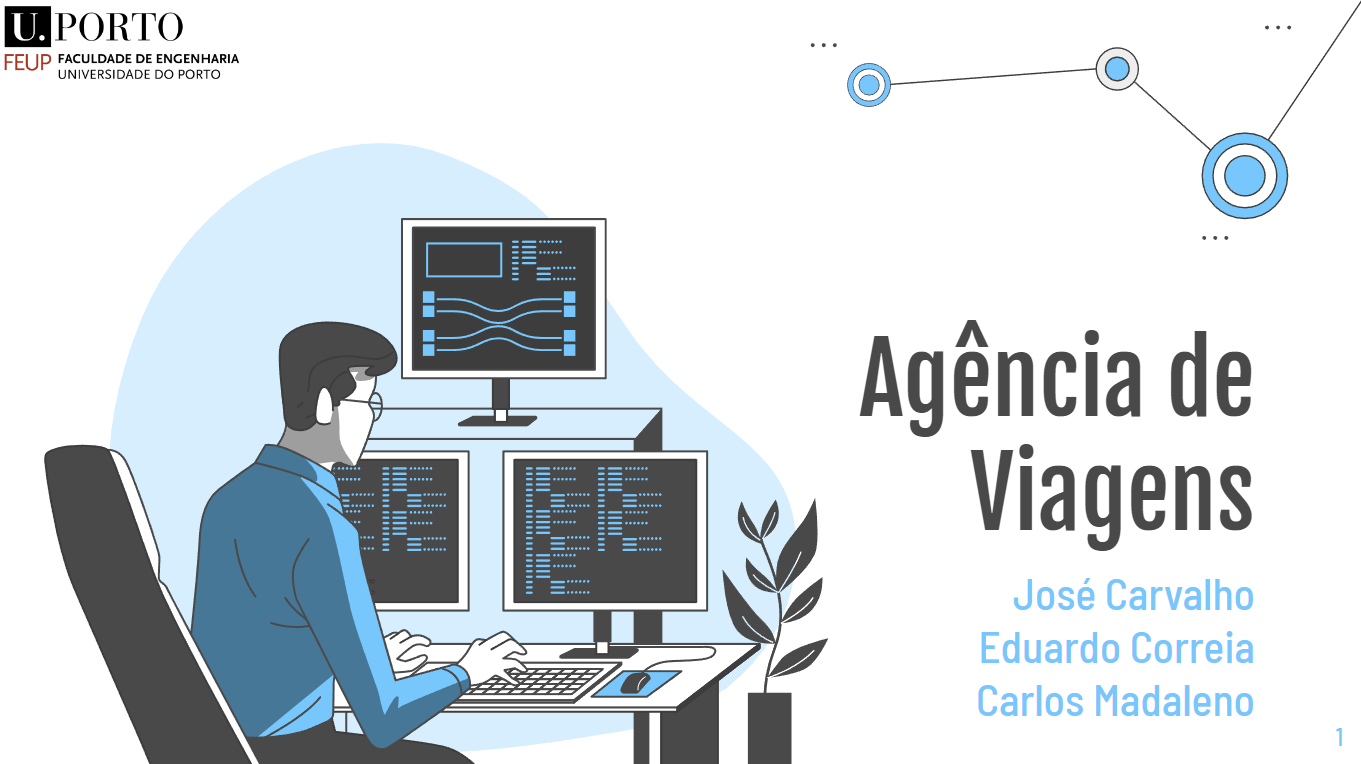 U.PORTO
FEUP FACULDADE DE ENGENHARIA
UNIVERSIDADE DO PORTO
Agência de
Viagens
José Carvalho
Eduardo Correia
Carlos Madaleno
1